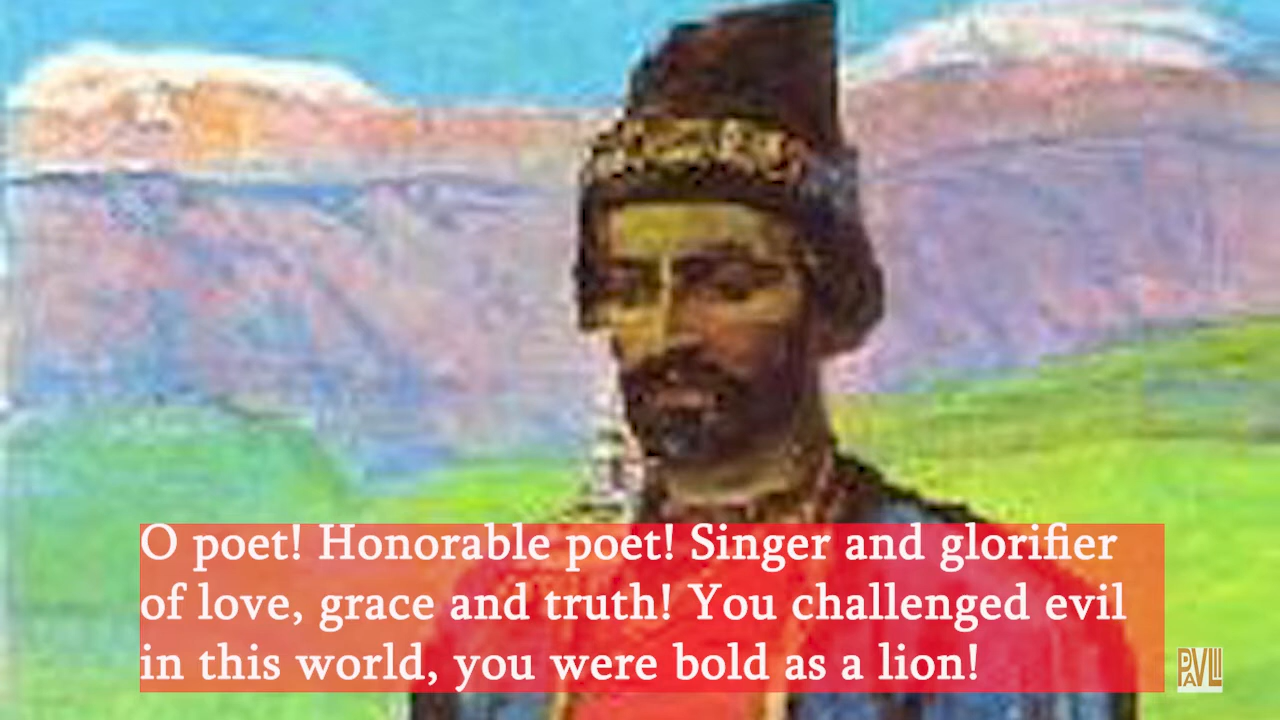 O poet! Honorable poet! Singer and glorifier
of love, grace and truth! You challenged evil
in this world, you were bold as a lion!
PAVLU